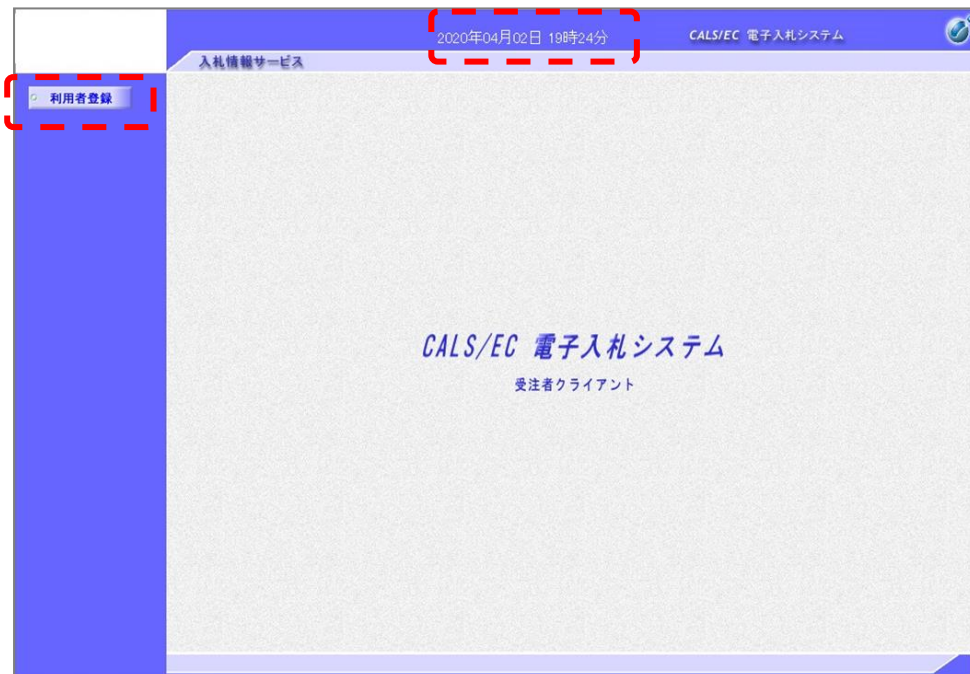 2020年04月02日 19時24分
CALS/EC 電子入札システム
入札情報サービス
利用者登録
CALS/EC 電子入札システム
受注者クライアント